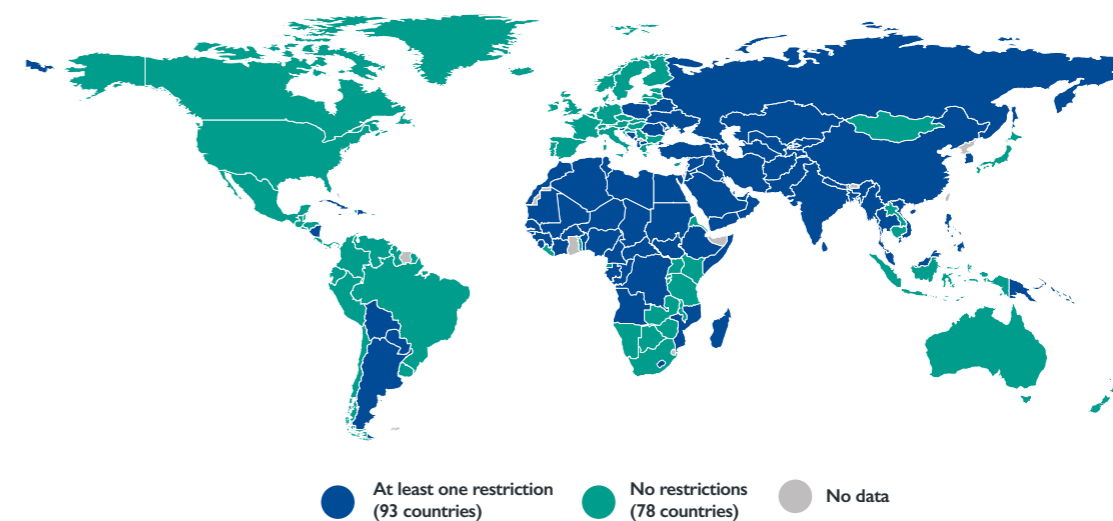 At least one restriction
(93 countries)
No restrictions
(78 countries)
No data